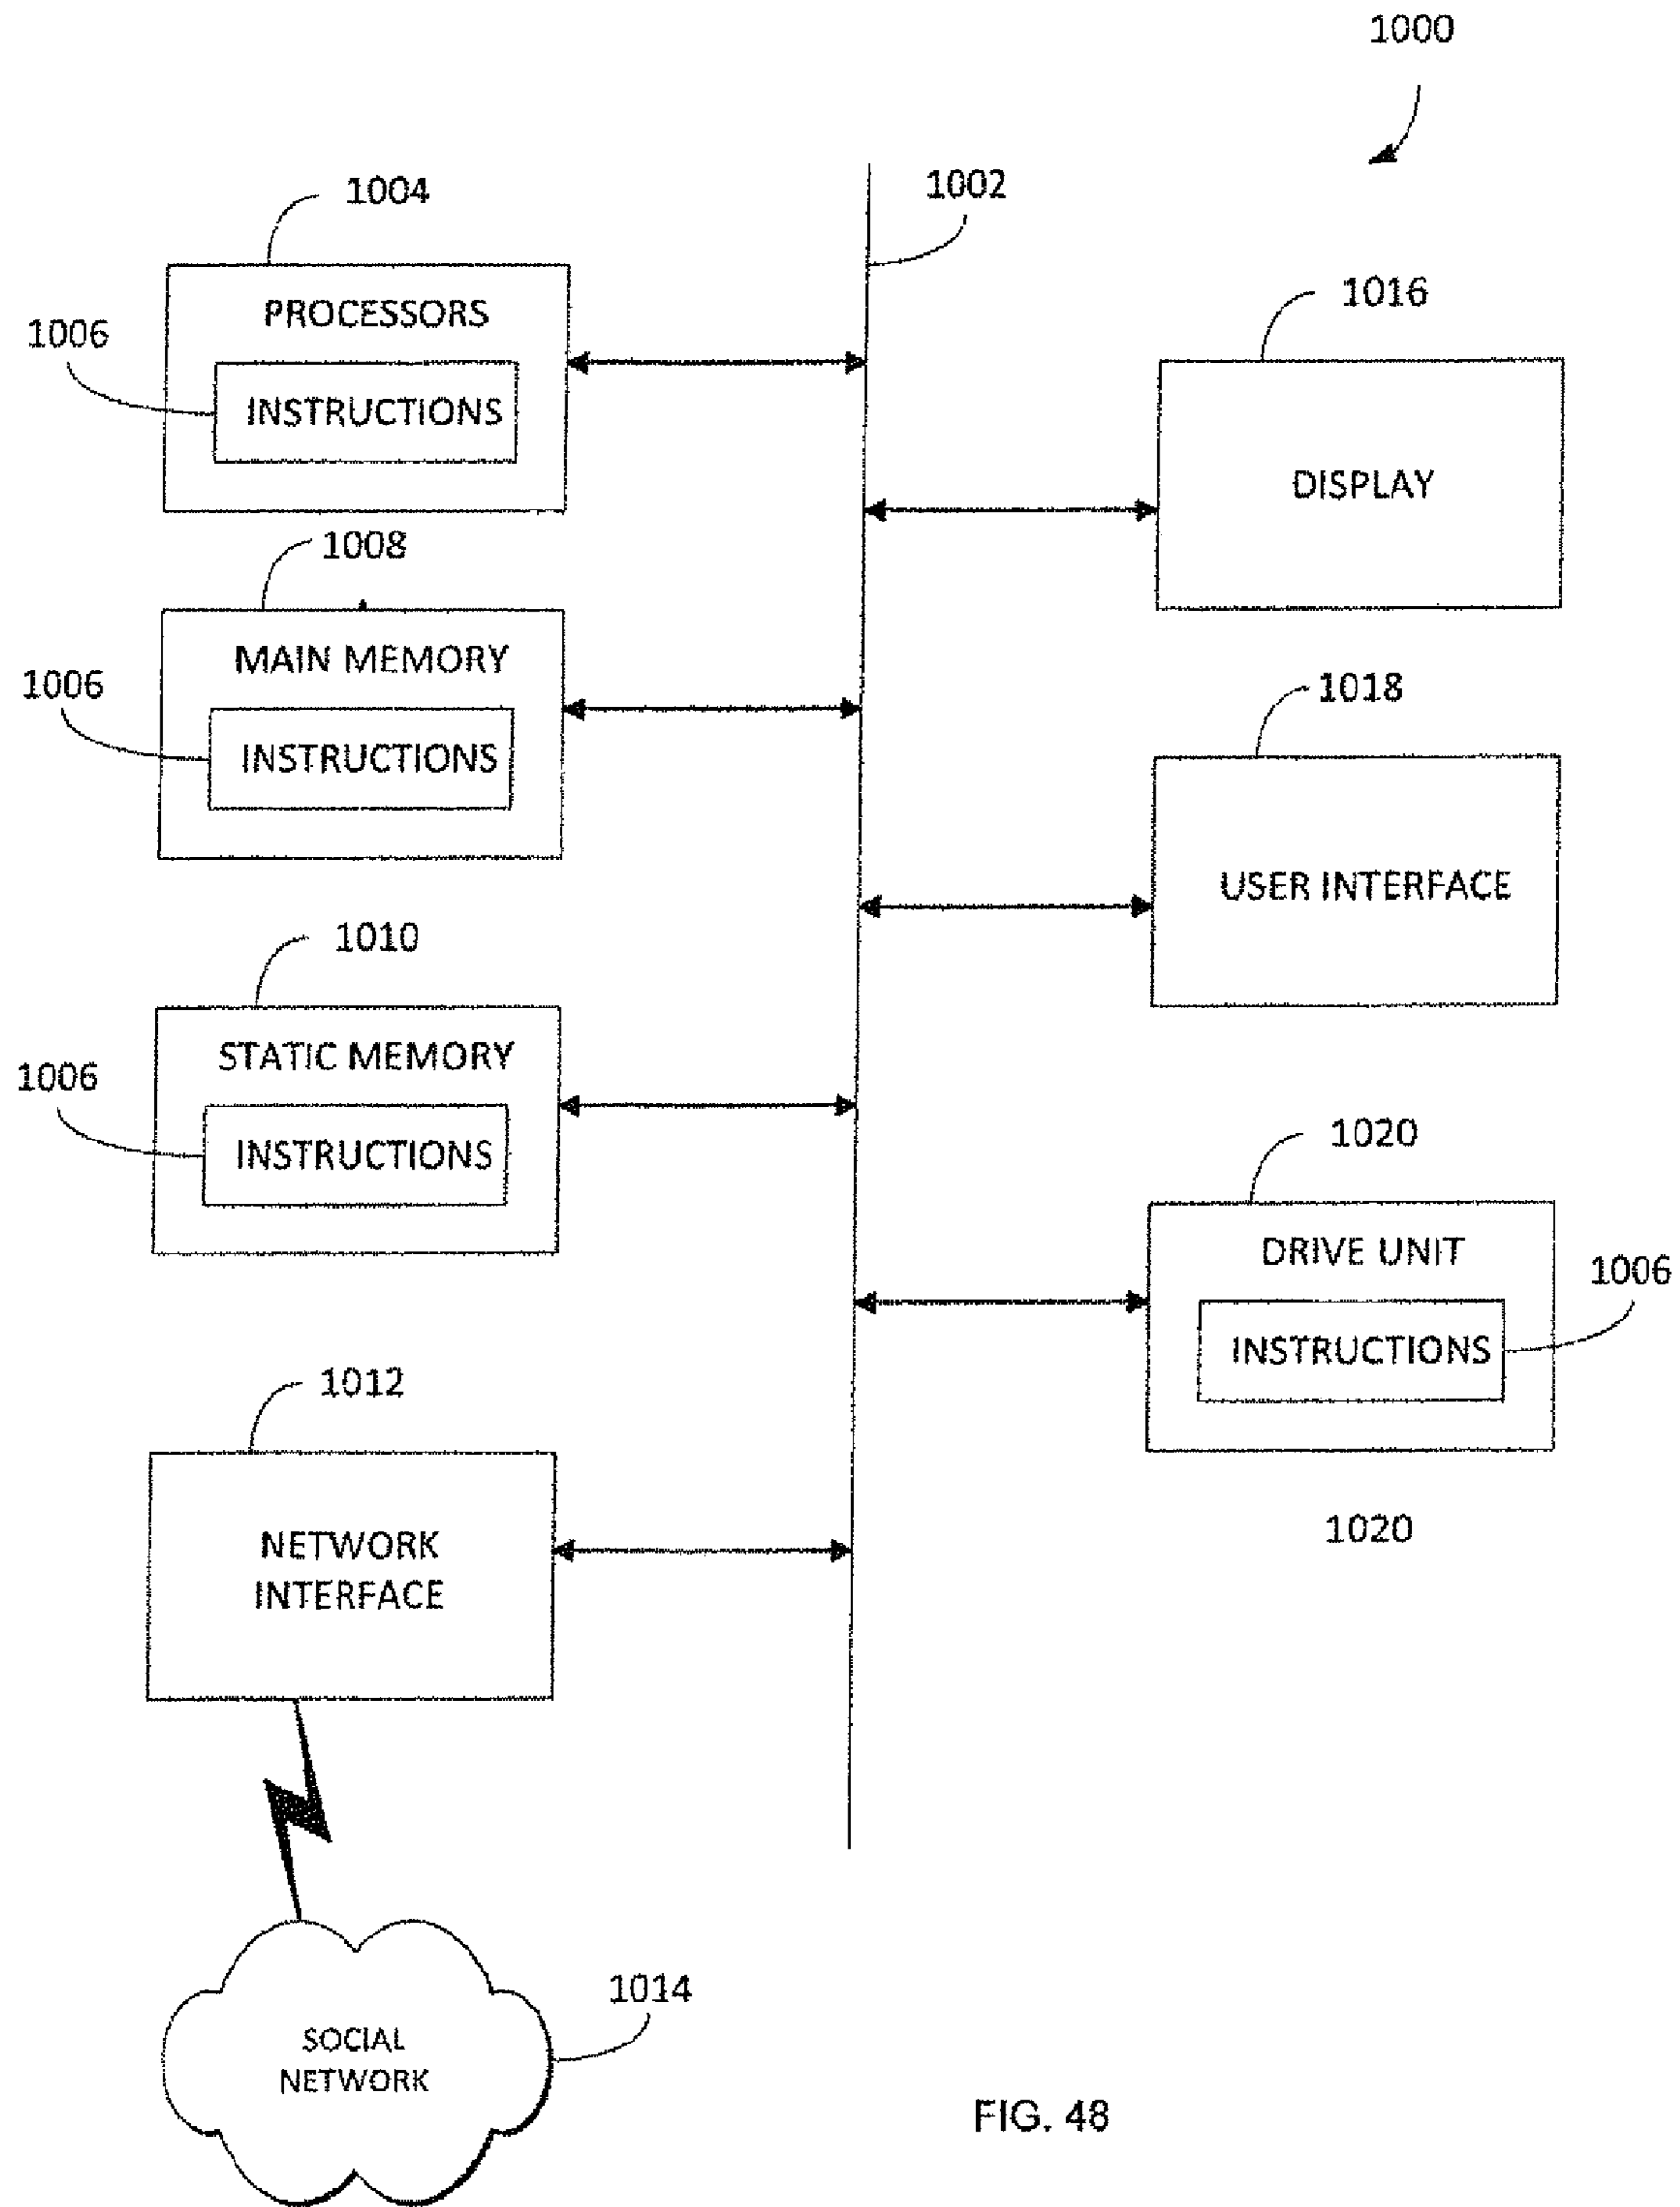 1000
1004
1002
PROCESSORS
1016
1006
INSTRUCTIONS
DISPLAY
1008
MAIN MEMORY
1006
1018
INSTRUCTIONS
USER INTERFACE
1010
STATIC MEMORY
1006
1020
INSTRUCTIONS
DRIVE UNIT
1006
INSTRUCTIONS
1012
1020
NETWORK
INTERFACE
1014
SOCIAL
NETWORK
FIG. 48